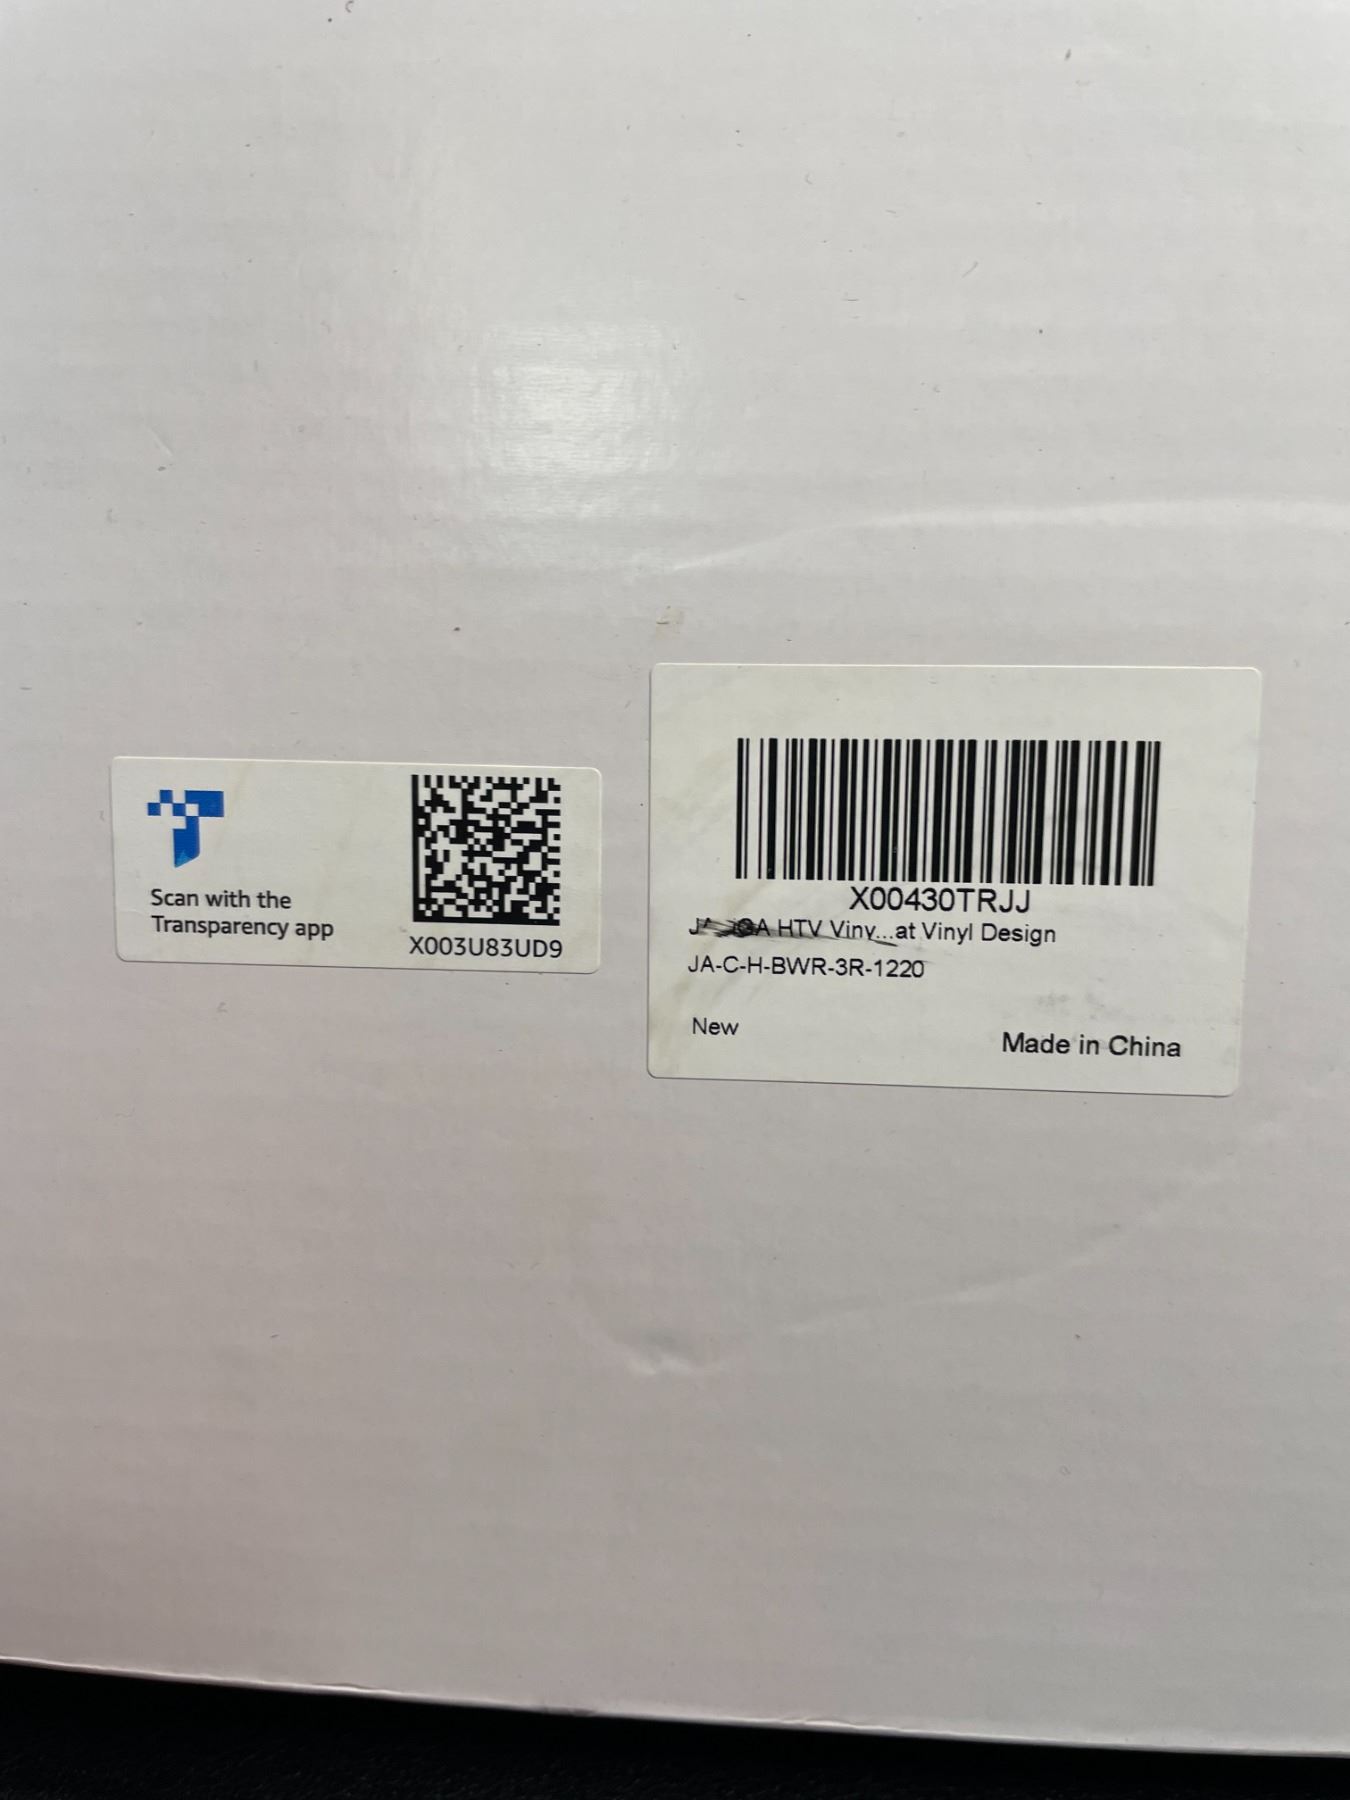 Scan with the
Transparency app
X003U83UD9
X00430TRJJ
HTV Viny...at Vinyl Design
JA-C-H-BWR-3R-1220
New
Made in China